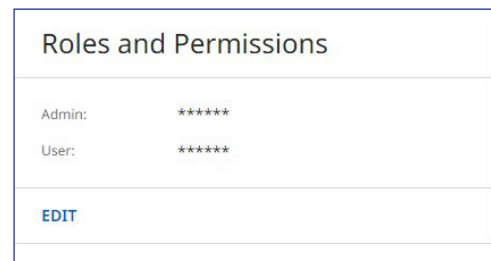 Roles and Permissions
Admin: ******
User: ******
EDIT